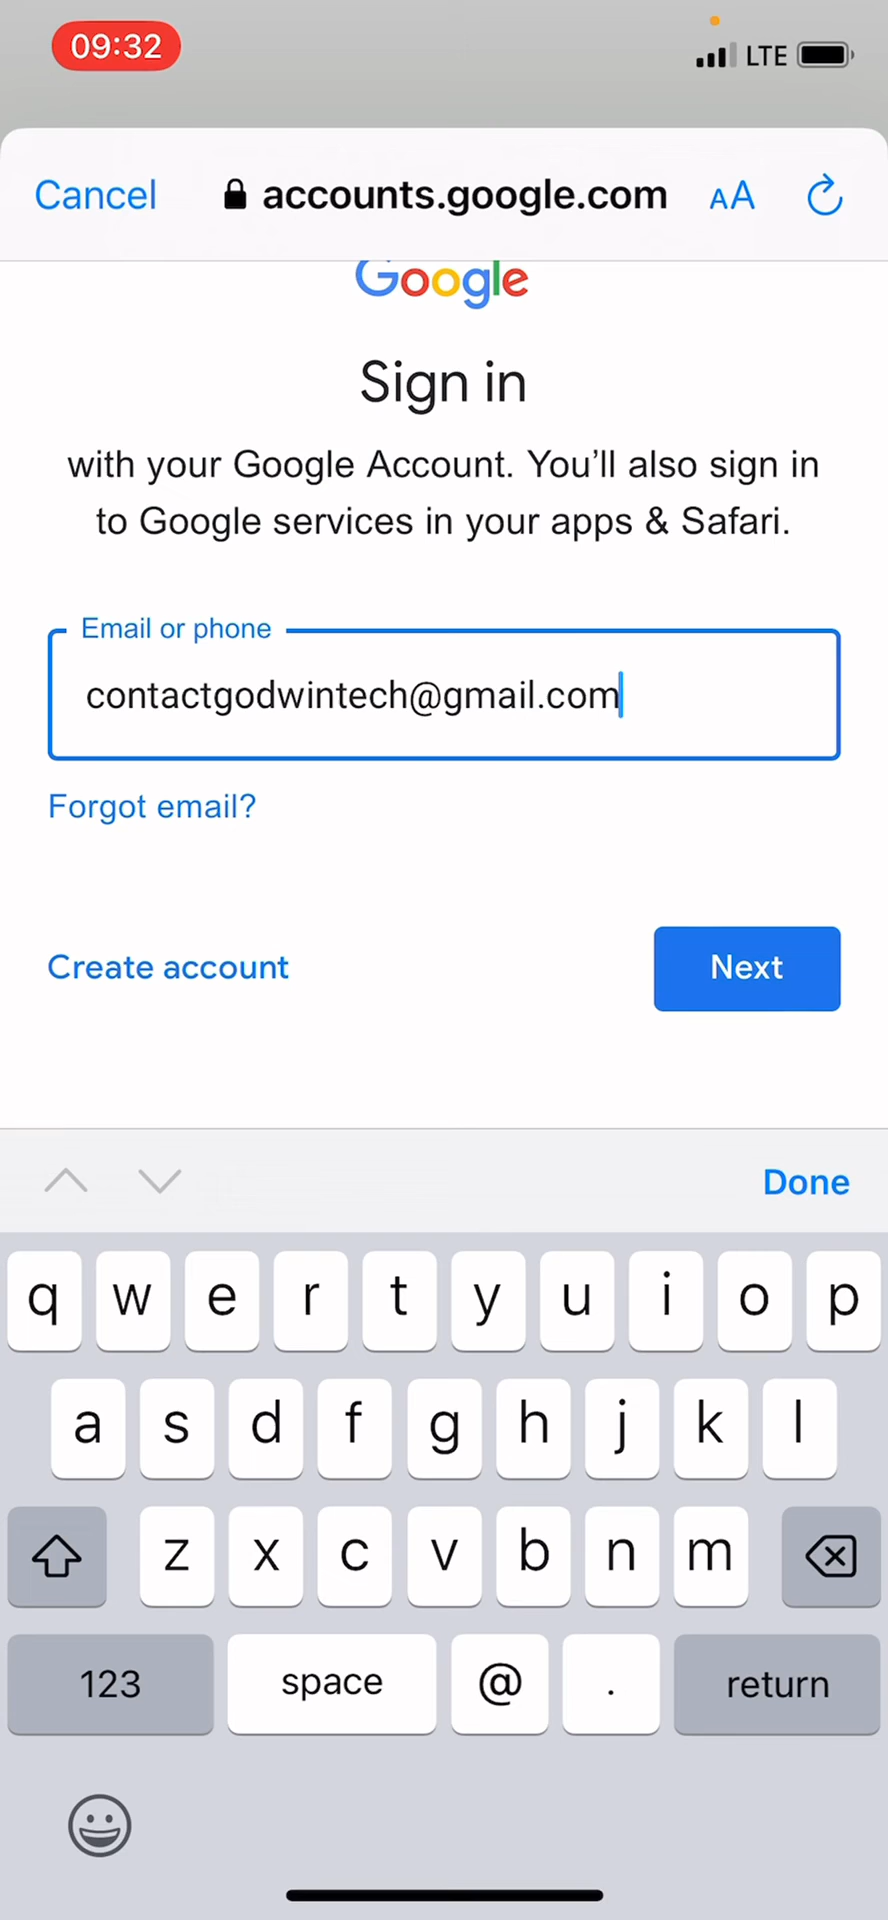 09:32
LTE
Cancel
accounts.google.com
AA
Google
Sign in
with your Google Account. You’ll also sign in
to Google services in your apps & Safari.
Email or phone
contactgodwintech@gmail.com
Forgot email?
Create account
Next
Done
q w e r t y u i o p
a s d f g h j k l
z x c v b n m
123 space @ . return